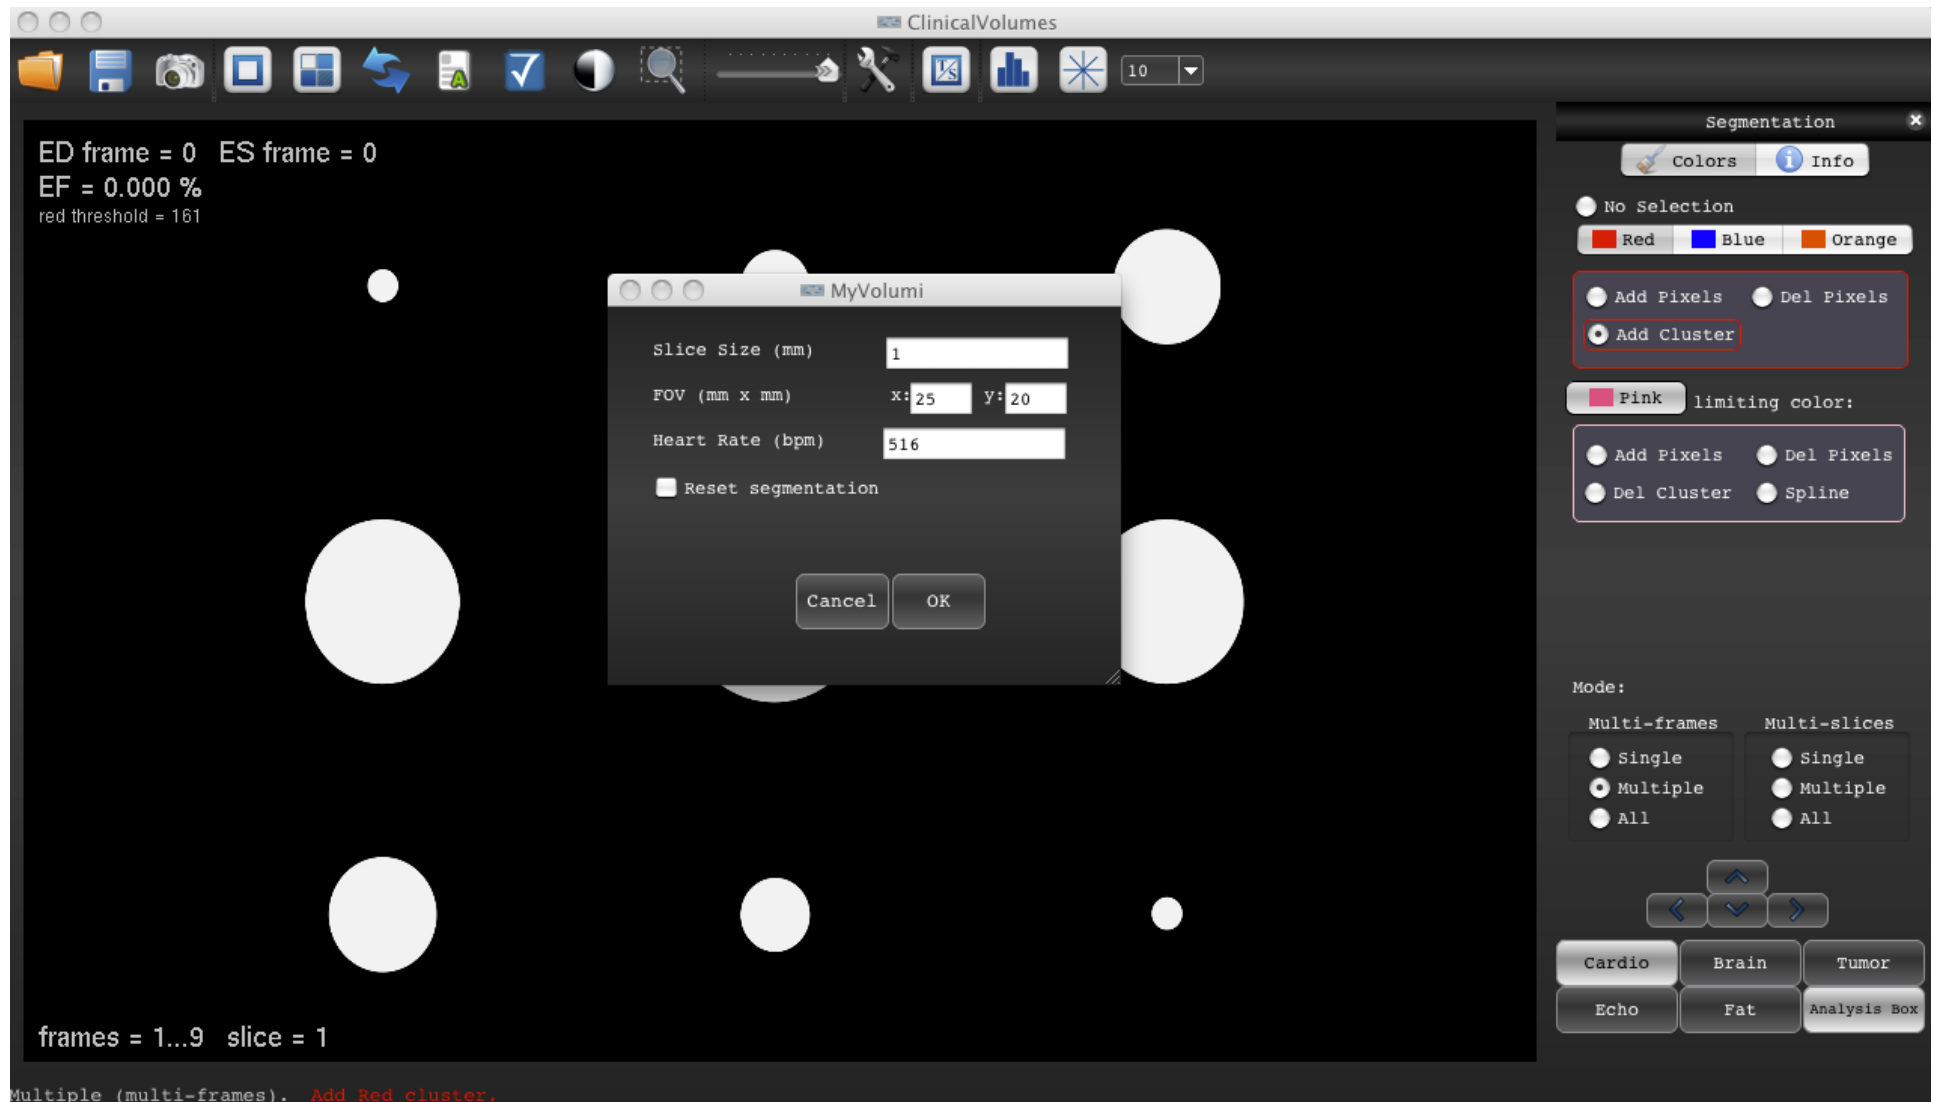 ClinicalVolumes
T/S
10
ED frame = 0 ES frame = 0
EF = 0.000 %
red threshold = 161
MyVolumi
Slice Size (mm) 1
FOV (mm x mm) x: 25 y: 20
Heart Rate (bpm) 516
Reset segmentation
Cancel OK
frames = 1...9 slice = 1
Multiple (multi-frames). Add Red cluster.
Segmentation
Colors Info
No Selection
Red Blue Orange
Add Pixels Del Pixels
Add Cluster
Pink limiting color:
Add Pixels Del Pixels
Del Cluster Spline
Mode:
Multi-frames Multi-slices
Single Single
Multiple Multiple
All All
Cardio Brain Tumor
Echo Fat Analysis Box